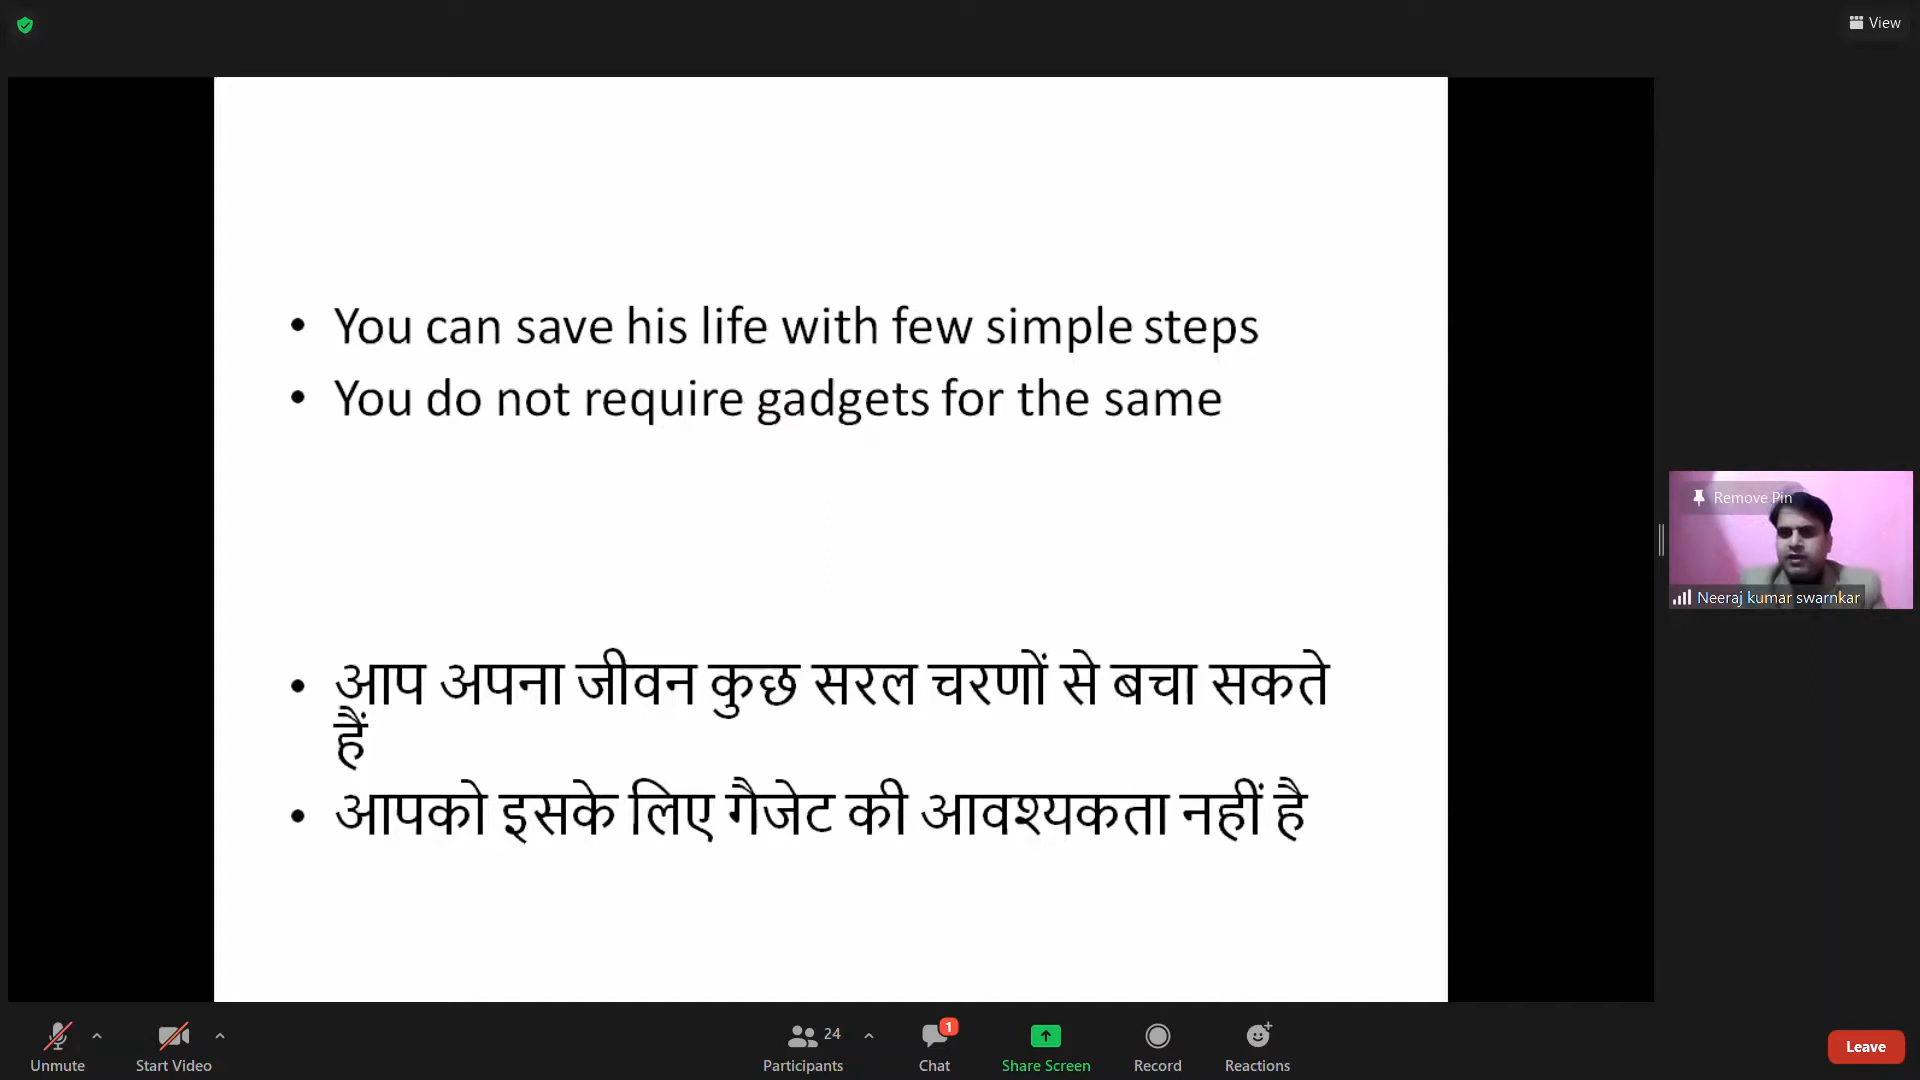 View
• You can save his life with few simple steps
• You do not require gadgets for the same
Remove Pin
Neeraj kumar swarnkar
• आप अपना जीवन कुछ सरल चरणों से बचा सकते
हैं
• आपको इसके लिए गैजेट की आवश्यकता नहीं है
Unmute
Start Video
24
Participants
1
Chat
Share Screen
Record
Reactions
Leave